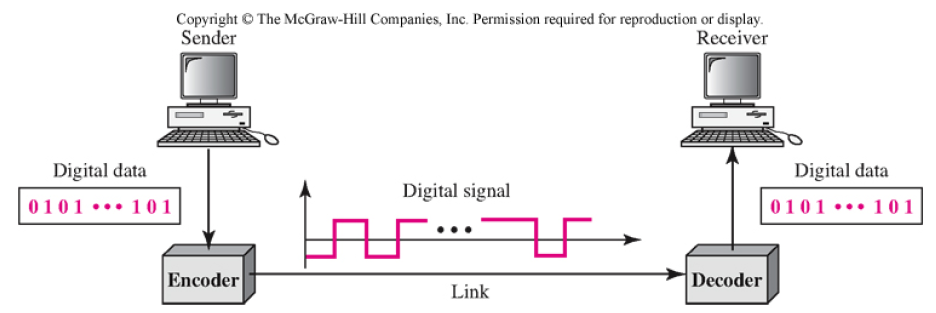 Copyright © The McGraw-Hill Companies, Inc. Permission required for reproduction or display.
Sender
Receiver
Digital data
0101 ••• 101
Digital signal
•••
Digital data
0101 ••• 101
Encoder
Link
Decoder